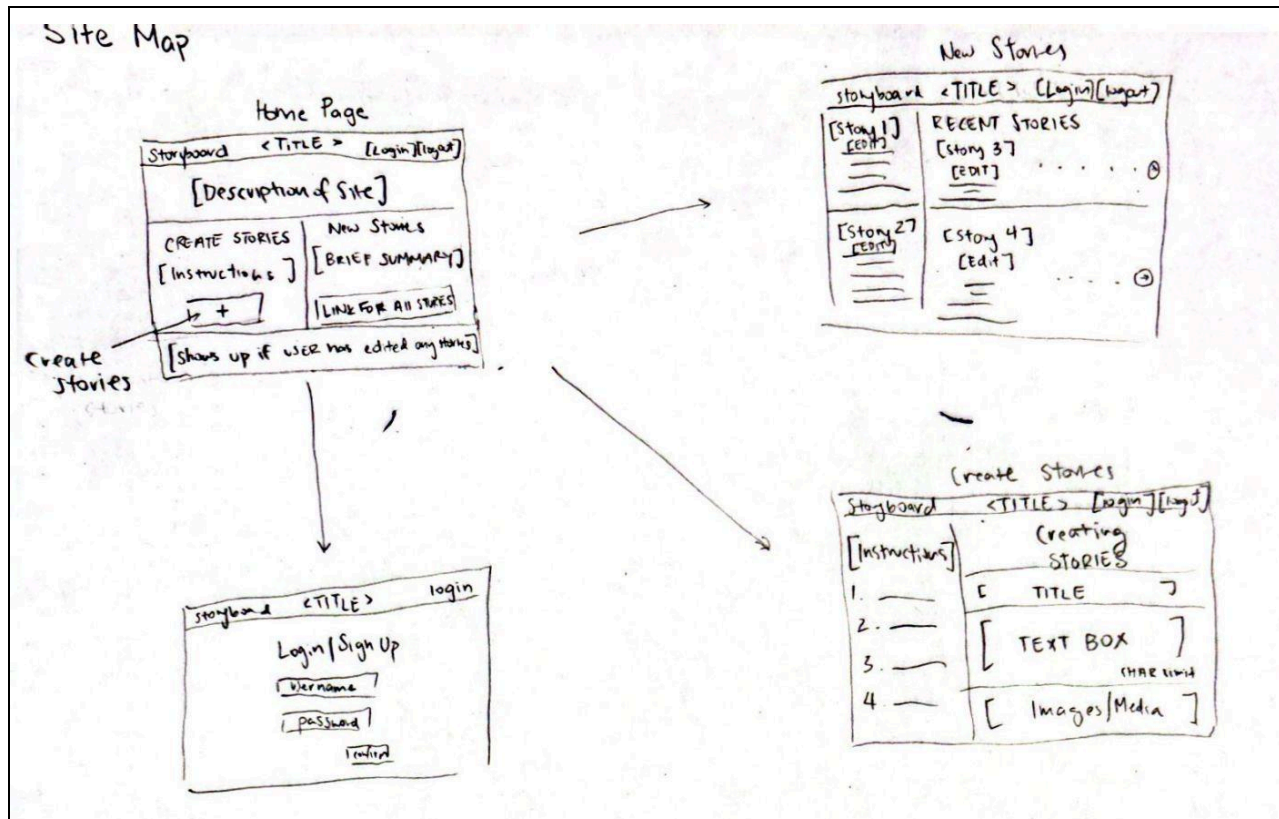 Site Map
Home Page
Storyboard <TITLE> [Login][logout]
[Description of Site]
CREATE STORIES
[Instructions]
+
New Stories
[BRIEF SUMMARY]
[LINK FOR All STORIES]
[Shows up if USER has edited any stories]
Create
stories
stories
New Stories
storyboard <TITLE> [Login][logout]
[Story 1]
[EDIT]
[Story 2]
[EDIT]
RECENT STORIES
[Story 3]
[EDIT]
[Story 4]
[Edit]
storyboard <TITLE> login
Login/Sign Up
[username]
[password]
[confirm]
Create Stories
Storyboard <TITLE> [login][logout]
[Instructions]
1.
2.
3.
4.
Creating
STORIES
[ TITLE ]
[ TEXT BOX ]
CHAR limit
[ Images/Media ]